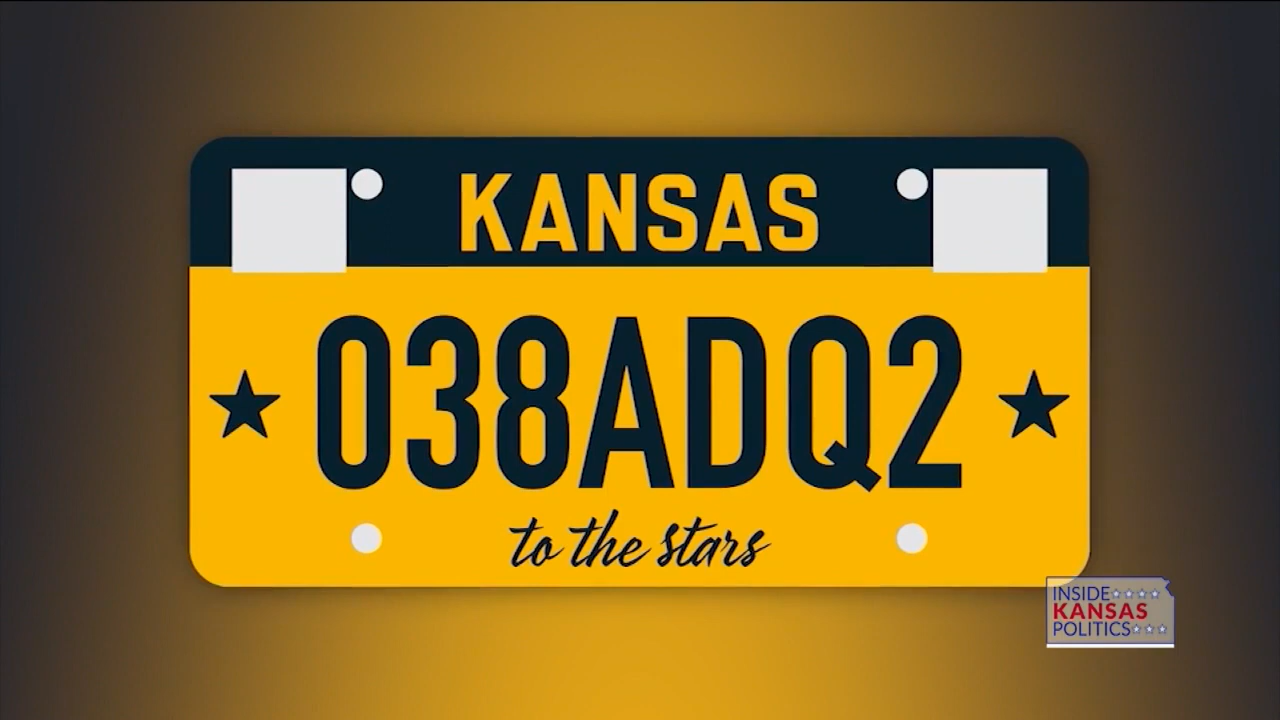 KANSAS
038ADQ2
to the stars
INSIDE
KANSAS
POLITICS